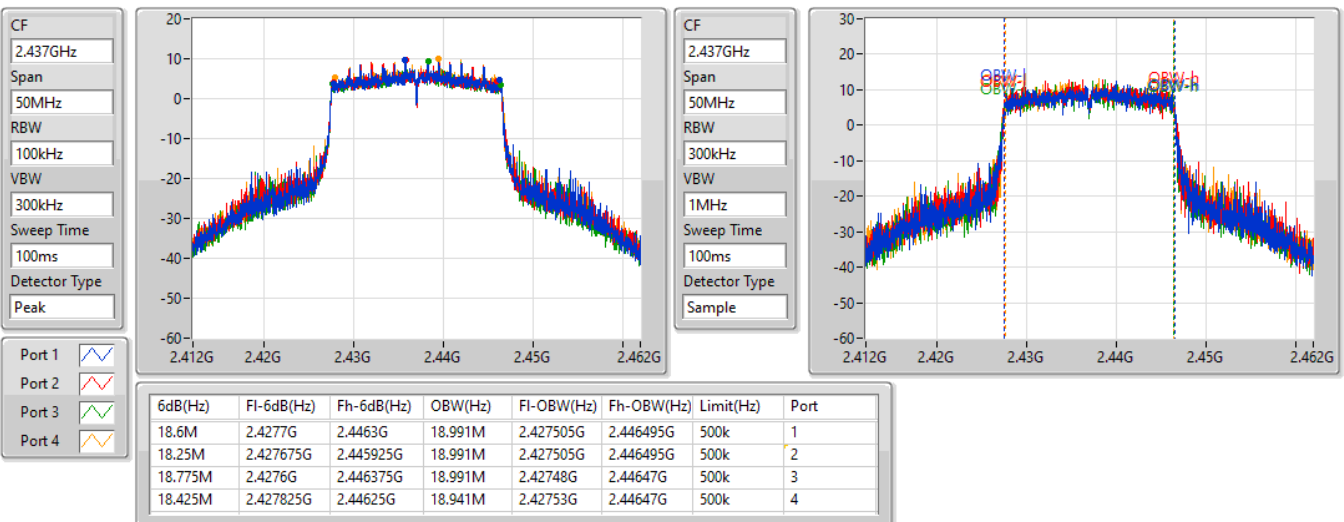 CF
2.437GHz
Span
50MHz
RBW
100kHz
VBW
300kHz
Sweep Time
100ms
Detector Type
Peak
20
10
0
-10
-20
-30
-40
-50
-60
2.412G 2.42G 2.43G 2.44G 2.45G 2.462G
Port 1
Port 2
Port 3
Port 4
CF
2.437GHz
Span
50MHz
RBW
300kHz
VBW
1MHz
Sweep Time
100ms
Detector Type
Sample
30
20
10
0
-10
-20
-30
-40
-50
-60
OBW-l OBW-h
2.412G 2.42G 2.43G 2.44G 2.45G 2.462G
6dB(Hz) Fl-6dB(Hz) Fh-6dB(Hz) OBW(Hz) Fl-OBW(Hz) Fh-OBW(Hz) Limit(Hz) Port
18.6M 2.4277G 2.4463G 18.991M 2.427505G 2.446495G 500k 1
18.25M 2.427675G 2.445925G 18.991M 2.427505G 2.446495G 500k 2
18.775M 2.4276G 2.446375G 18.991M 2.42748G 2.44647G 500k 3
18.425M 2.427825G 2.44625G 18.941M 2.42753G 2.44647G 500k 4